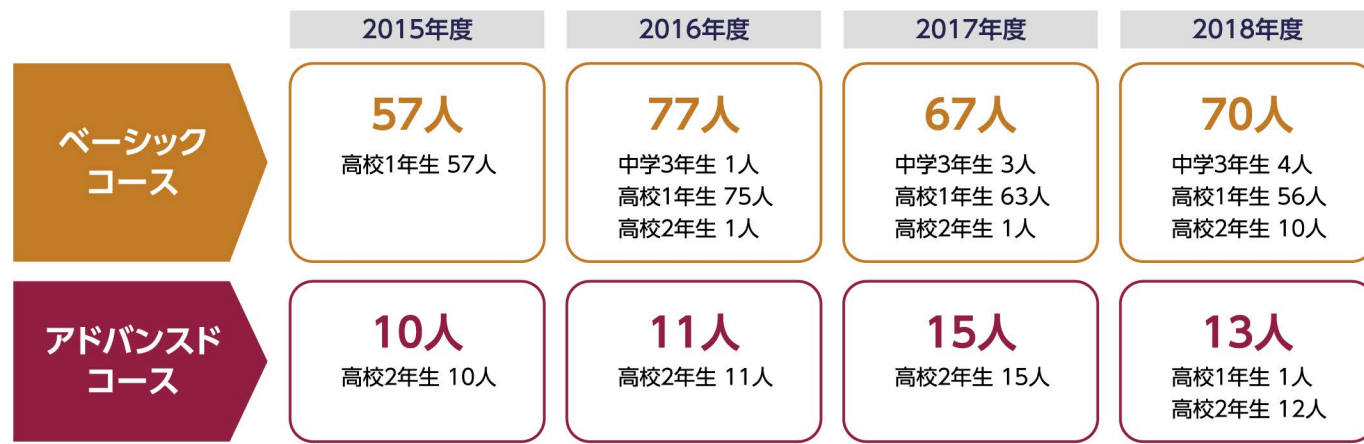 2015年度
2016年度
2017年度
2018年度
ベーシック
コース
57人
高校1年生 57人
77人
中学3年生 1人
高校1年生 75人
高校2年生 1人
67人
中学3年生 3人
高校1年生 63人
高校2年生 1人
70人
中学3年生 4人
高校1年生 56人
高校2年生 10人
アドバンスド
コース
10人
高校2年生 10人
11人
高校2年生 11人
15人
高校2年生 15人
13人
高校1年生 1人
高校2年生 12人